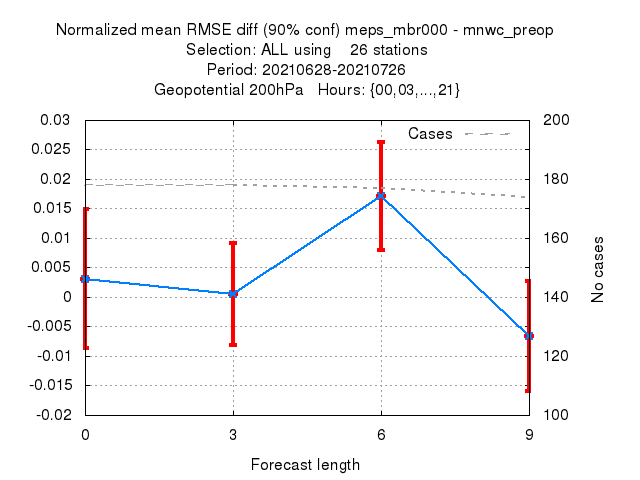 Normalized mean RMSE diff (90% conf) meps_mbr000 - mnwc_preop
Selection: ALL using 26 stations
Period: 20210628-20210726
Geopotential 200hPa Hours: {00,03,...,21}
Cases
0.03
0.025
0.02
0.015
0.01
0.005
0
-0.005
-0.01
-0.015
-0.02
200
180
160
140
120
100
No cases
0 3 6 9
Forecast length